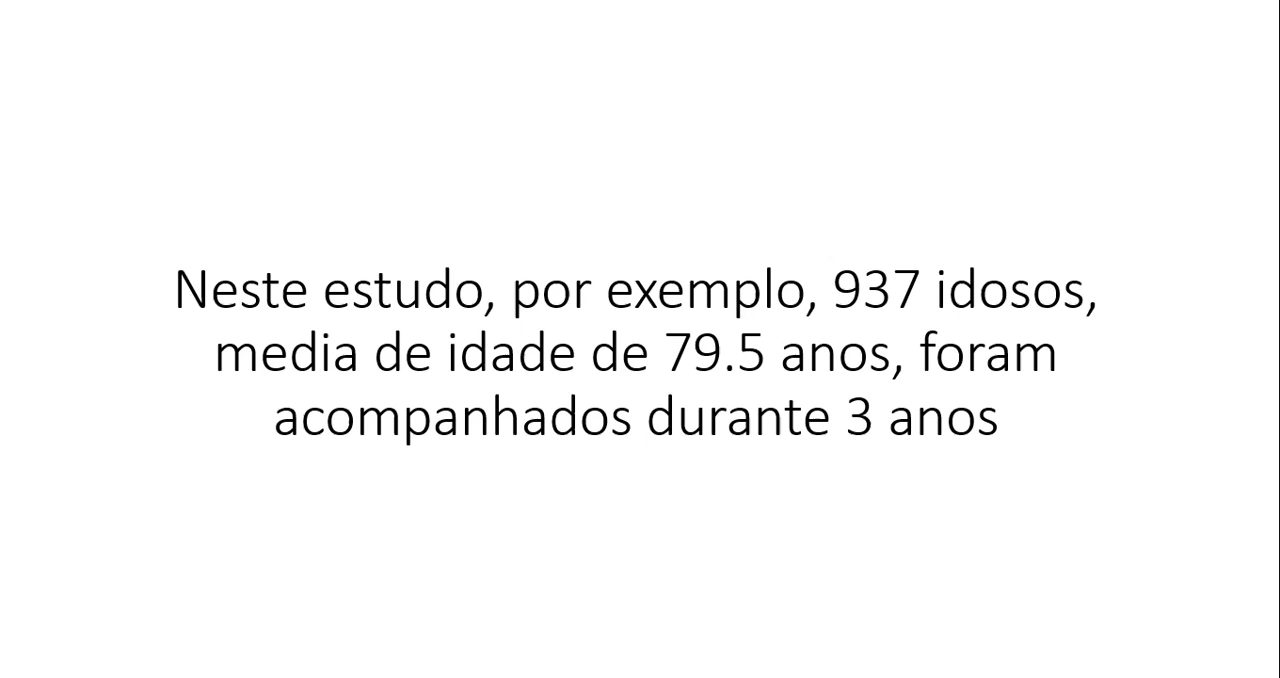 Neste estudo, por exemplo, 937 idosos,
media de idade de 79.5 anos, foram
acompanhados durante 3 anos